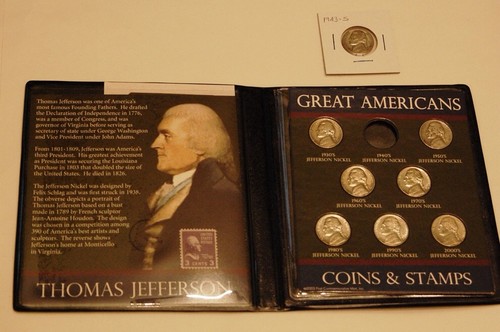 1943-S
Thomas Jefferson was one of America's
most famous Founding Fathers. He drafted
the Declaration of Independence in 1776,
was a member of Congress, and was
governor of Virginia before serving as
secretary of state under George Washington
and Vice President under John Adams.
From 1801-1809, Jefferson was America's
third President. His greatest achievement
as President was securing the Louisiana
Purchase in 1803 that doubled the size
of the United States. He died in 1826.
The Jefferson Nickel was designed by
Felix Schlag and was first struck in 1938.
The obverse depicts a portrait of
Thomas Jefferson based on a bust
made in 1789 by French sculptor
Jean-Antoine Houdon. The design
was chosen in a competition among
390 of America's best artists and
sculptors. The reverse shows
Jefferson's home at Monticello
in Virginia.
3 CENTS 3
THOMAS JEFFERSON
GREAT AMERICANS
1930'S
JEFFERSON NICKEL
1940'S
JEFFERSON NICKEL
1950'S
JEFFERSON NICKEL
1960'S
JEFFERSON NICKEL
1970'S
JEFFERSON NICKEL
1980'S
JEFFERSON NICKEL
1990'S
JEFFERSON NICKEL
2000'S
JEFFERSON NICKEL
COINS & STAMPS